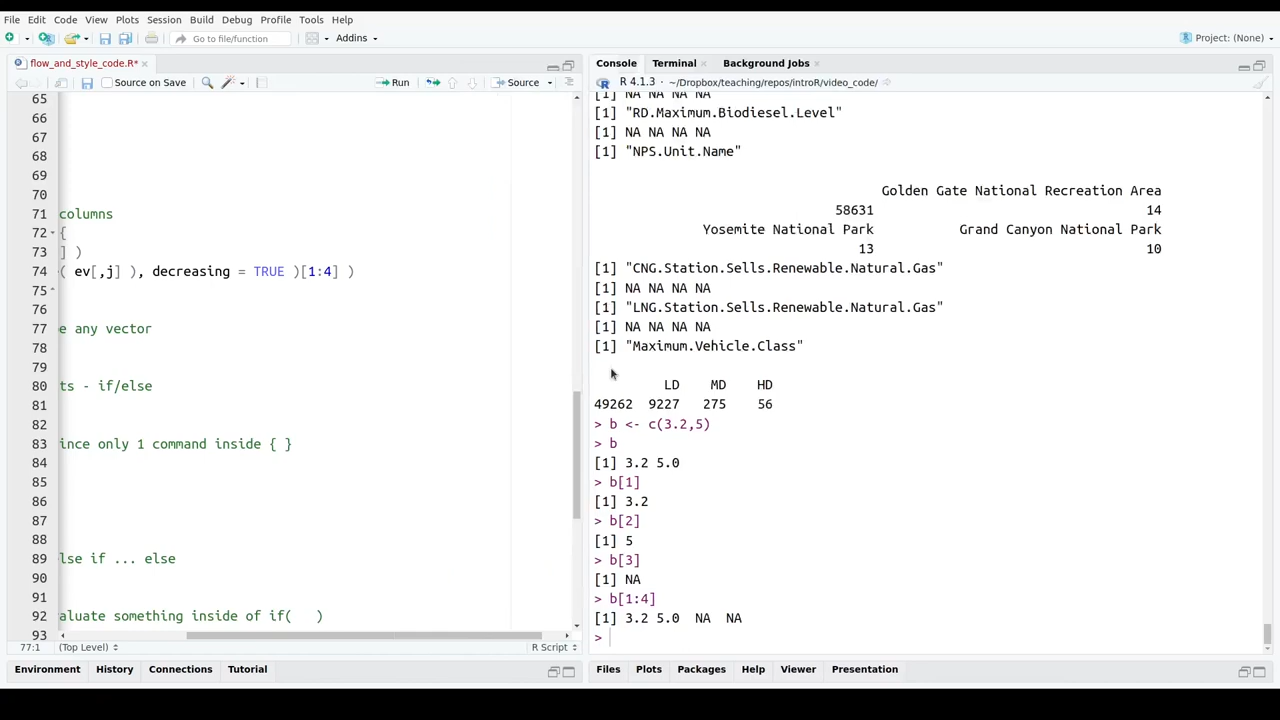 File Edit Code View Plots Session Build Debug Profile Tools Help
Go to file/function Addins Project: (None)
flow_and_style_code.R*
Source on Save Run Source
65
66
67
68
69
70
71 columns
72 {
73 ] )
74 ( ev[,j] ), decreasing = TRUE )[1:4] )
75
76
77 e any vector
78
79
80 ts - if/else
81
82
83 ince only 1 command inside { }
84
85
86
87
88
89 lse if ... else
90
91
92 aluate something inside of if(   )
93
77:1 (Top Level) R Script
Environment History Connections Tutorial
Console Terminal Background Jobs
R 4.1.3 · ~/Dropbox/teaching/repos/introR/video_code/
[1] NA NA NA NA
[1] "RD.Maximum.Biodiesel.Level"
[1] NA NA NA NA
[1] "NPS.Unit.Name"
Golden Gate National Recreation Area
58631 14
Yosemite National Park Grand Canyon National Park
13 10
[1] "CNG.Station.Sells.Renewable.Natural.Gas"
[1] NA NA NA NA
[1] "LNG.Station.Sells.Renewable.Natural.Gas"
[1] NA NA NA NA
[1] "Maximum.Vehicle.Class"
LD MD HD
49262 9227 275 56
> b <- c(3.2,5)
> b
[1] 3.2 5.0
> b[1]
[1] 3.2
> b[2]
[1] 5
> b[3]
[1] NA
> b[1:4]
[1] 3.2 5.0 NA NA
>
Files Plots Packages Help Viewer Presentation